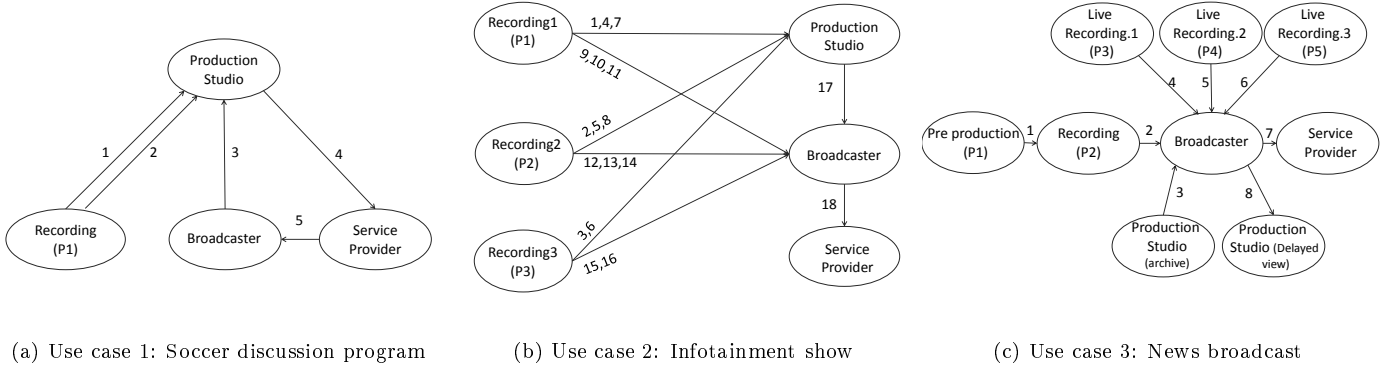 Production
Studio
1
2
3
4
5
Recording
(P1)
Broadcaster
Service
Provider
(a) Use case 1: Soccer discussion program
Recording1
(P1)
1,4,7
9,10,11
Production
Studio
17
Recording2
(P2)
2,5,8
12,13,14
Broadcaster
18
Recording3
(P3)
3,6
15,16
Service
Provider
(b) Use case 2: Infotainment show
Live
Recording.1
(P3)
Live
Recording.2
(P4)
Live
Recording.3
(P5)
4
5
6
Pre production
(P1)
1
Recording
(P2)
2
Broadcaster
7
Service
Provider
3
8
Production
Studio
(archive)
Production
Studio (Delayed
view)
(c) Use case 3: News broadcast